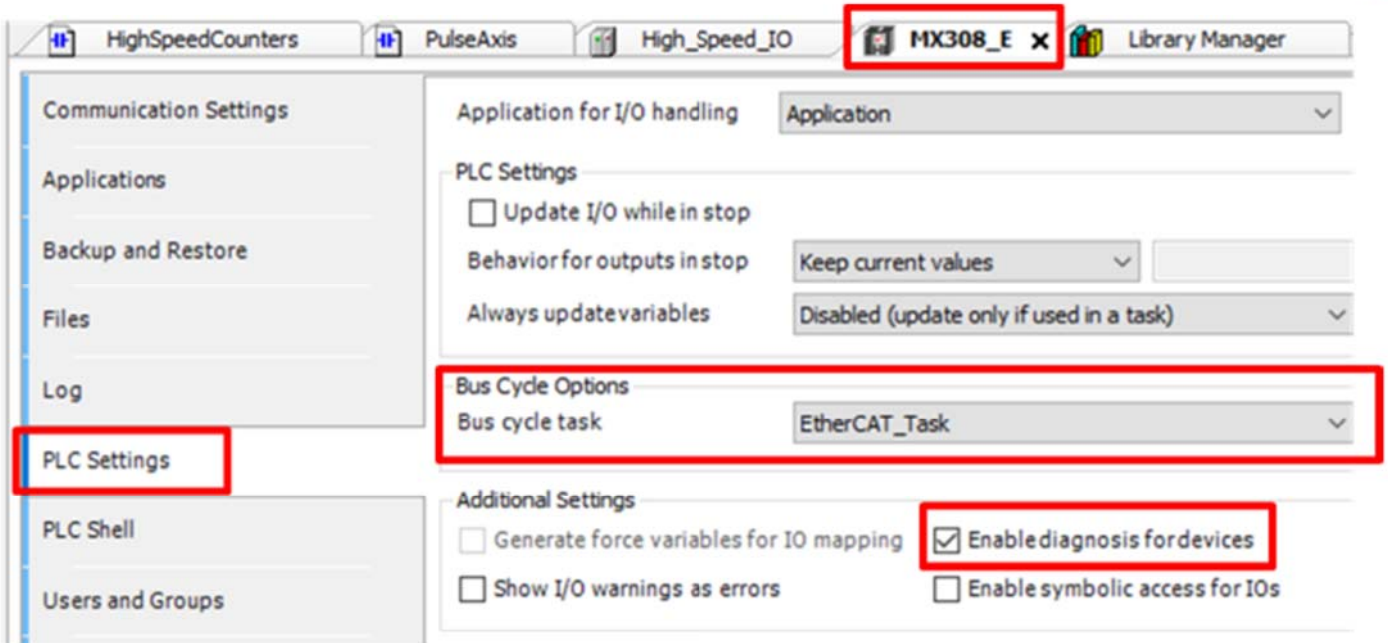 HighSpeedCounters PulseAxis High_Speed_IO MX308_E x Library Manager
Communication Settings
Applications
Backup and Restore
Files
Log
PLC Settings
PLC Shell
Users and Groups
Application for I/O handling Application
PLC Settings
Update I/O while in stop
Behavior for outputs in stop Keep current values
Always update variables Disabled (update only if used in a task)
Bus Cycle Options
Bus cycle task EtherCAT_Task
Additional Settings
Generate force variables for IO mapping Enable diagnosis for devices
Show I/O warnings as errors Enable symbolic access for IOs